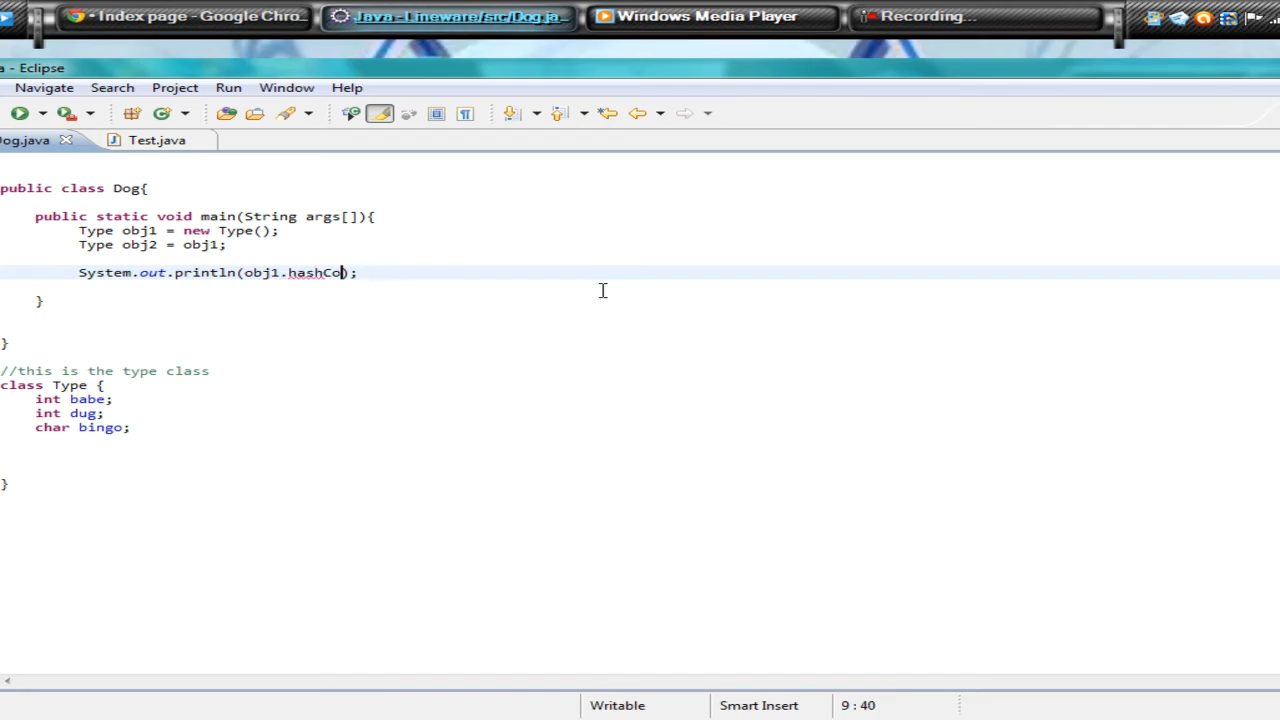 • Index page - Google Chro...
Java - Lineware/src/Dog.ja...
Windows Media Player
Recording...
a - Eclipse
Navigate Search Project Run Window Help
Dog.java
Test.java
public class Dog{
public static void main(String args[]){
Type obj1 = new Type();
Type obj2 = obj1;
System.out.println(obj1.hashCo);
}
}
//this is the type class
class Type {
int babe;
int dug;
char bingo;
}
Writable
Smart Insert
9 : 40